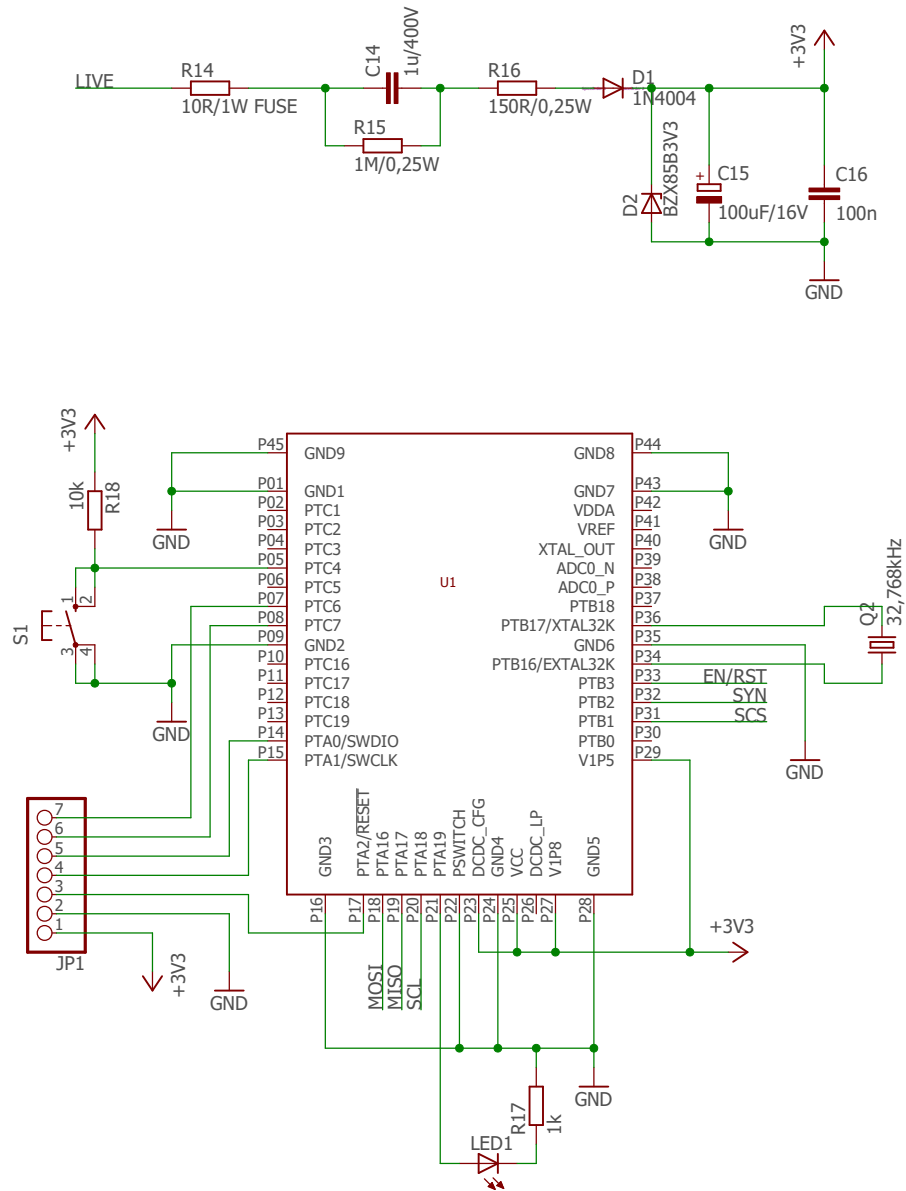 +3V3
LIVE
R14
10R/1W FUSE
C14
1u/400V
R15
1M/0,25W
R16
150R/0,25W
D1
1N4004
D2
BZX85B3V3
+
C15
100uF/16V
C16
100n
GND
+3V3
10k
R18
GND
S1
1
2
3
4
GND
U1
P45
GND9
P01
GND1
P02
PTC1
P03
PTC2
P04
PTC3
P05
PTC4
P06
PTC5
P07
PTC6
P08
PTC7
P09
GND2
P10
PTC16
P11
PTC17
P12
PTC18
P13
PTC19
P14
PTA0/SWDIO
P15
PTA1/SWCLK
GND8
P44
GND7
P43
VDDA
P42
VREF
P41
XTAL_OUT
P40
ADC0_N
P39
ADC0_P
P38
PTB18
P37
PTB17/XTAL32K
P36
GND6
P35
PTB16/EXTAL32K
P34
PTB3
P33
EN/RST
PTB2
P32
SYN
PTB1
P31
SCS
PTB0
P30
V1P5
P29
GND
Q2
32,768kHz
GND
GND3
P16
PTA2/RESET
P17
PTA16
P18
MOSI
PTA17
P19
MISO
PTA18
P20
SCL
PTA19
P21
PSWITCH
P22
DCDC_CFG
P23
GND4
P24
VCC
P25
DCDC_LP
P26
V1P8
P27
GND5
P28
+3V3
7
6
5
4
3
2
1
JP1
+3V3
GND
GND
R17
1k
LED1